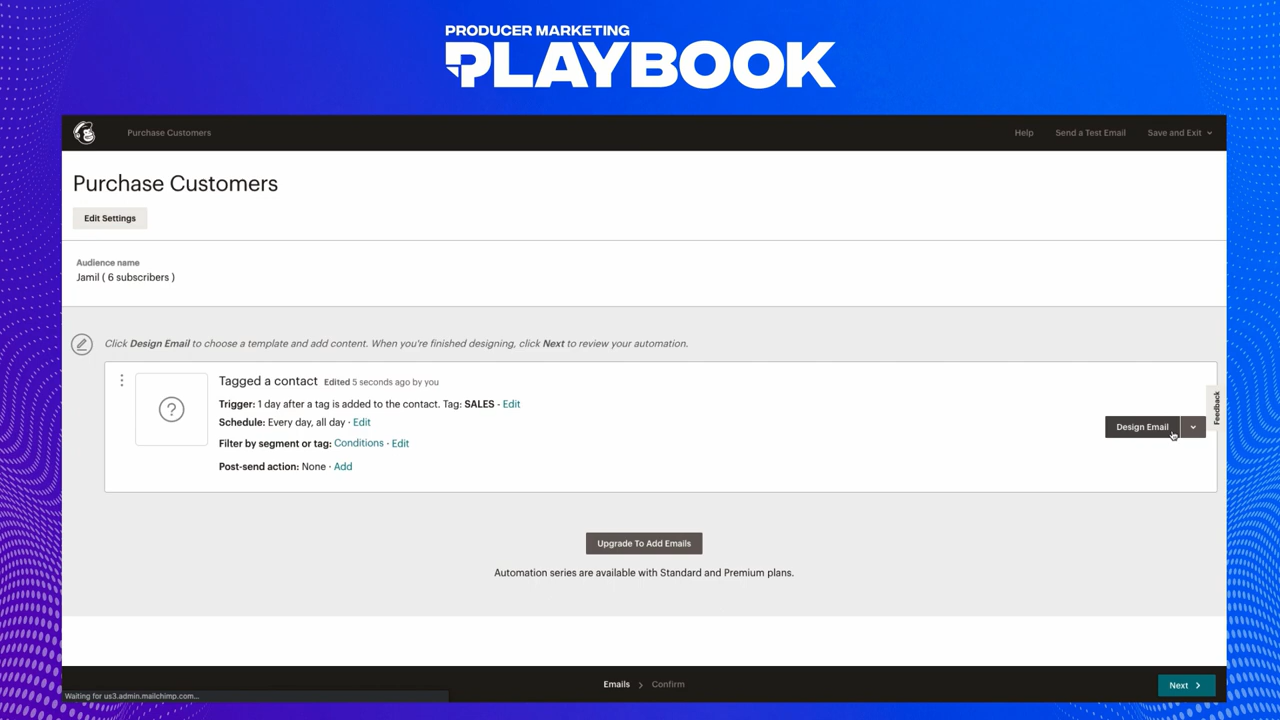 PRODUCER MARKETING
PLAYBOOK
Purchase Customers
Help
Send a Test Email
Save and Exit
Purchase Customers
Edit Settings
Audience name
Jamil ( 6 subscribers )
Click Design Email to choose a template and add content. When you're finished designing, click Next to review your automation.
Tagged a contact Edited 5 seconds ago by you
Trigger: 1 day after a tag is added to the contact. Tag: SALES - Edit
Schedule: Every day, all day · Edit
Filter by segment or tag: Conditions · Edit
Post-send action: None · Add
Design Email
Feedback
Upgrade To Add Emails
Automation series are available with Standard and Premium plans.
Emails > Confirm
Next >
Waiting for us3.admin.mailchimp.com...